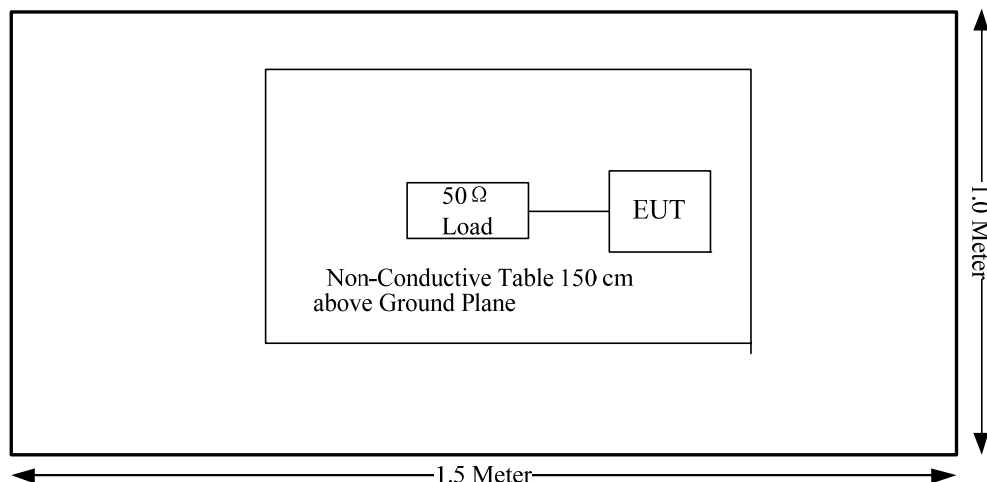 50Ω
Load
EUT
Non-Conductive Table 150 cm
above Ground Plane
1.0 Meter
1.5 Meter